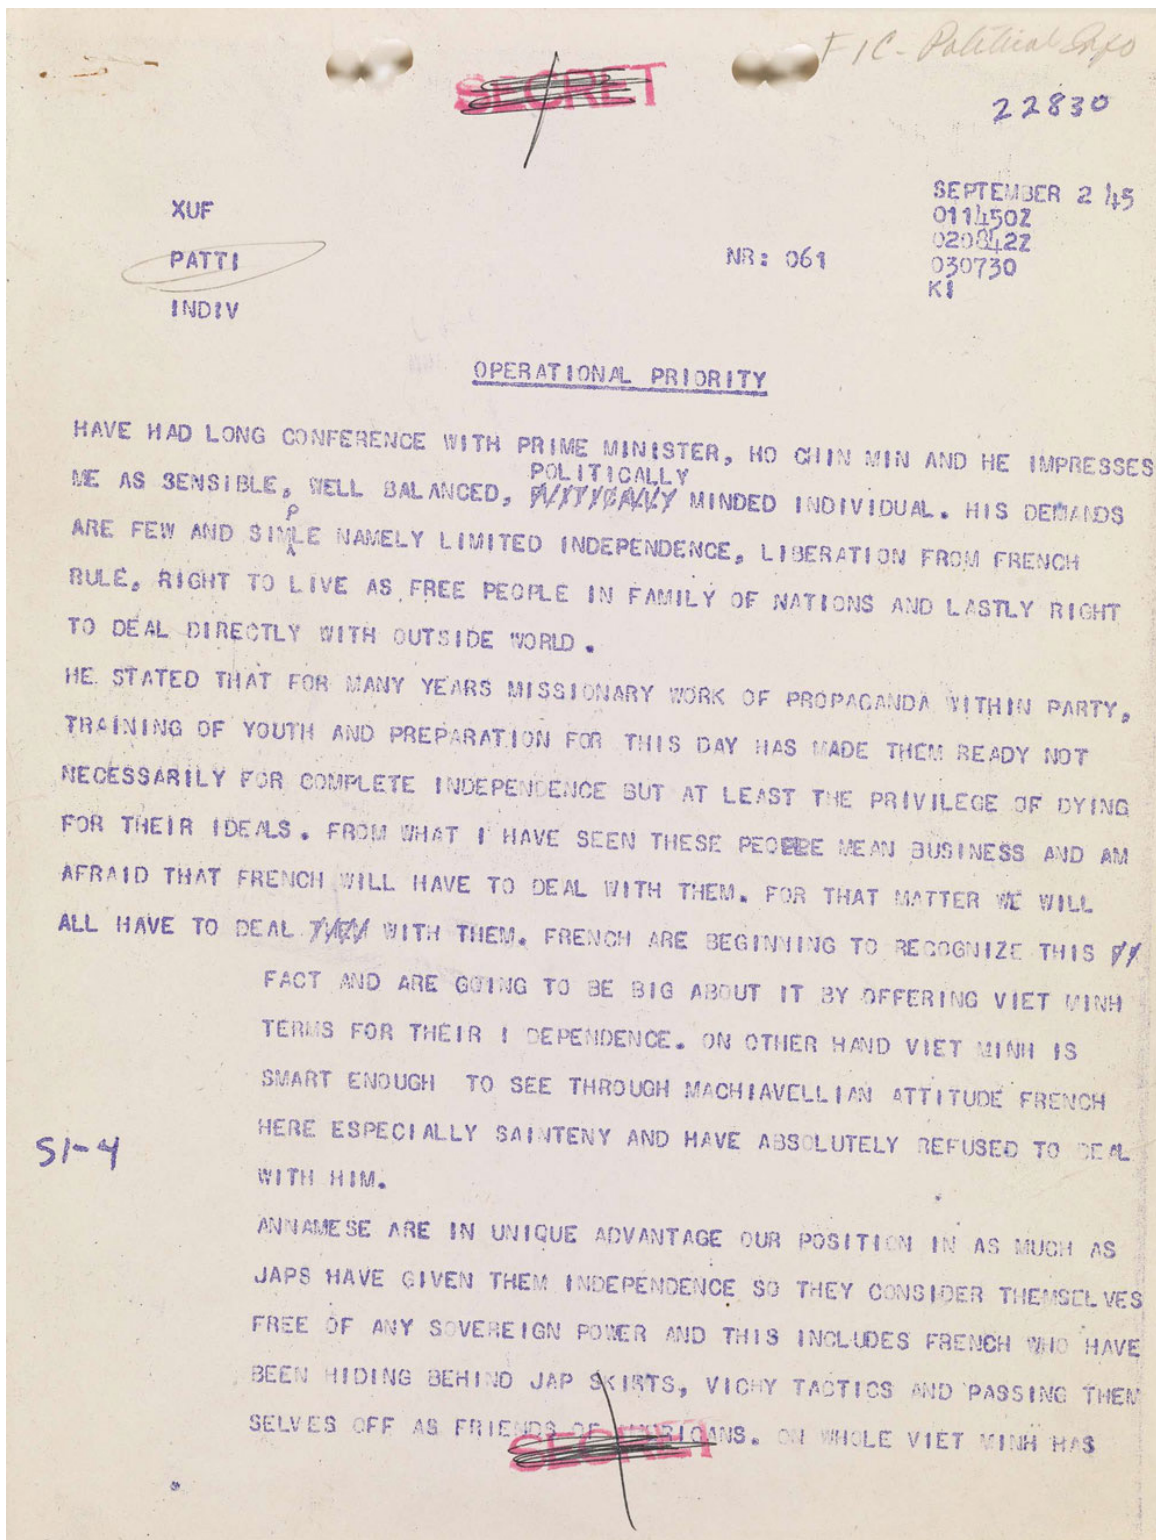 FIC - Political Info
SECRET
22830
SEPTEMBER 2 45
XUF
011450Z
020842Z
PATTI
NR: 061
030730
KI
INDIV
OPERATIONAL PRIORITY
HAVE HAD LONG CONFERENCE WITH PRIME MINISTER, HO CHIN MIN AND HE IMPRESSES
POLITICALLY
ME AS SENSIBLE, WELL BALANCED, MINDED INDIVIDUAL. HIS DEMANDS
ARE FEW AND SIMPLE NAMELY LIMITED INDEPENDENCE, LIBERATION FROM FRENCH
RULE, RIGHT TO LIVE AS FREE PEOPLE IN FAMILY OF NATIONS AND LASTLY RIGHT
TO DEAL DIRECTLY WITH OUTSIDE WORLD.
HE STATED THAT FOR MANY YEARS MISSIONARY WORK OF PROPAGANDA WITHIN PARTY,
TRAINING OF YOUTH AND PREPARATION FOR THIS DAY HAS MADE THEM READY NOT
NECESSARILY FOR COMPLETE INDEPENDENCE BUT AT LEAST THE PRIVILEGE OF DYING
FOR THEIR IDEALS. FROM WHAT I HAVE SEEN THESE PEOPLE MEAN BUSINESS AND AM
AFRAID THAT FRENCH WILL HAVE TO DEAL WITH THEM. FOR THAT MATTER WE WILL
ALL HAVE TO DEAL WITH THEM. FRENCH ARE BEGINNING TO RECOGNIZE THIS
FACT AND ARE GOING TO BE BIG ABOUT IT BY OFFERING VIET MINH
TERMS FOR THEIR I DEPENDENCE. ON OTHER HAND VIET MINH IS
SMART ENOUGH TO SEE THROUGH MACHIAVELLIAN ATTITUDE FRENCH
HERE ESPECIALLY SAINTENY AND HAVE ABSOLUTELY REFUSED TO DEAL
SI-4
WITH HIM.
ANNAMESE ARE IN UNIQUE ADVANTAGE OUR POSITION IN AS MUCH AS
JAPS HAVE GIVEN THEM INDEPENDENCE SO THEY CONSIDER THEMSELVES
FREE OF ANY SOVEREIGN POWER AND THIS INCLUDES FRENCH WHO HAVE
BEEN HIDING BEHIND JAP SKIRTS, VICHY TACTICS AND PASSING THEM
SELVES OFF AS FRIENDS OF AMERICANS. ON WHOLE VIET MINH HAS
SECRET